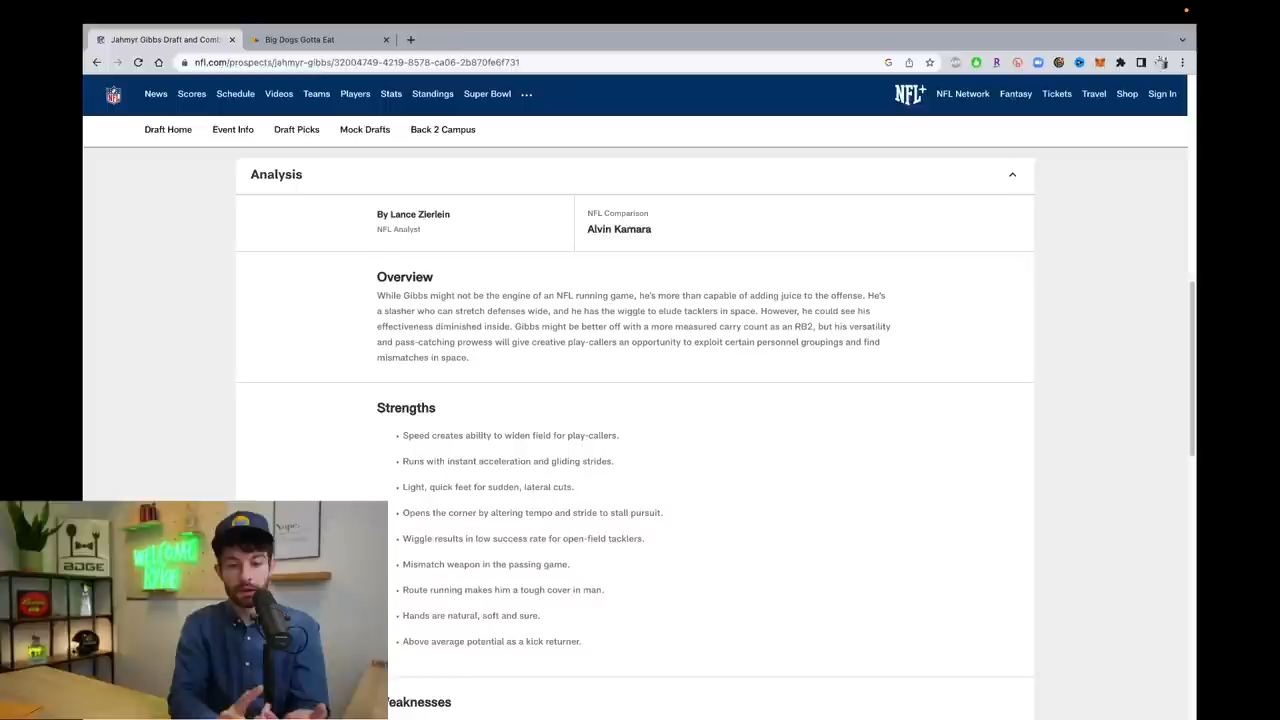 Jahmyr Gibbs Draft and Comb
Big Dogs Gotta Eat
nfl.com/prospects/jahmyr-gibbs/32004749-4219-8578-ca06-2b870fe6f731
News Scores Schedule Videos Teams Players Stats Standings Super Bowl ...
NFL+ NFL Network Fantasy Tickets Travel Shop Sign In
Draft Home Event Info Draft Picks Mock Drafts Back 2 Campus
Analysis
By Lance Zierlein
NFL Analyst
NFL Comparison
Alvin Kamara
Overview
While Gibbs might not be the engine of an NFL running game, he's more than capable of adding juice to the offense. He's
a slasher who can stretch defenses wide, and he has the wiggle to elude tacklers in space. However, he could see his
effectiveness diminished inside. Gibbs might be better off with a more measured carry count as an RB2, but his versatility
and pass-catching prowess will give creative play-callers an opportunity to exploit certain personnel groupings and find
mismatches in space.
Strengths
• Speed creates ability to widen field for play-callers.
• Runs with instant acceleration and gliding strides.
• Light, quick feet for sudden, lateral cuts.
• Opens the corner by altering tempo and stride to stall pursuit.
• Wiggle results in low success rate for open-field tacklers.
• Mismatch weapon in the passing game.
• Route running makes him a tough cover in man.
• Hands are natural, soft and sure.
• Above average potential as a kick returner.
eaknesses
WELCOME
BDGE